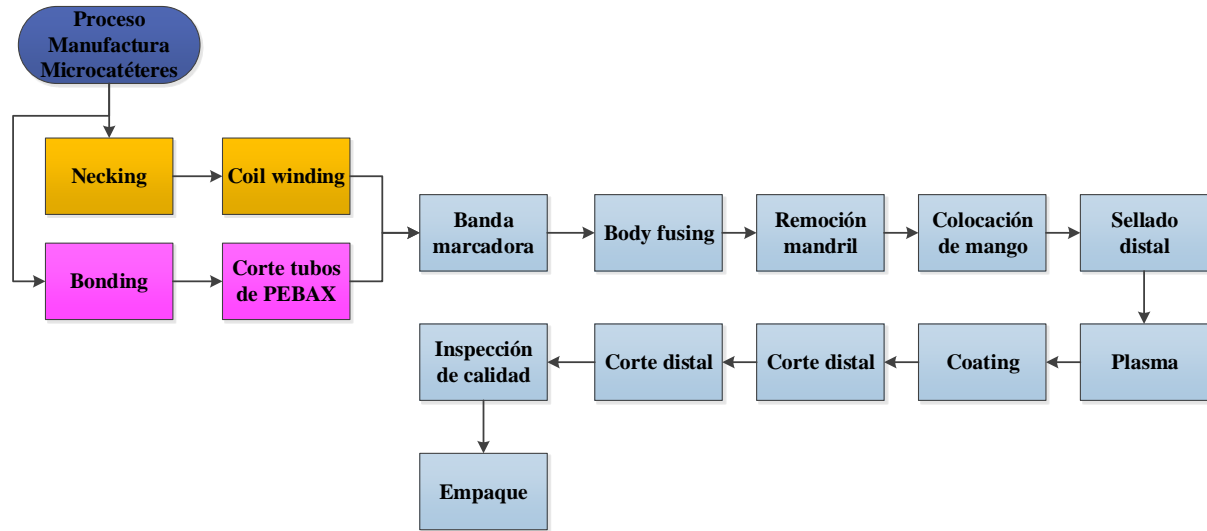 Proceso
Manufactura
Microcatéteres
Necking
Coil winding
Bonding
Corte tubos
de PEBAX
Banda
marcadora
Body fusing
Remoción
mandril
Colocación
de mango
Sellado
distal
Plasma
Coating
Corte distal
Corte distal
Inspección
de calidad
Empaque